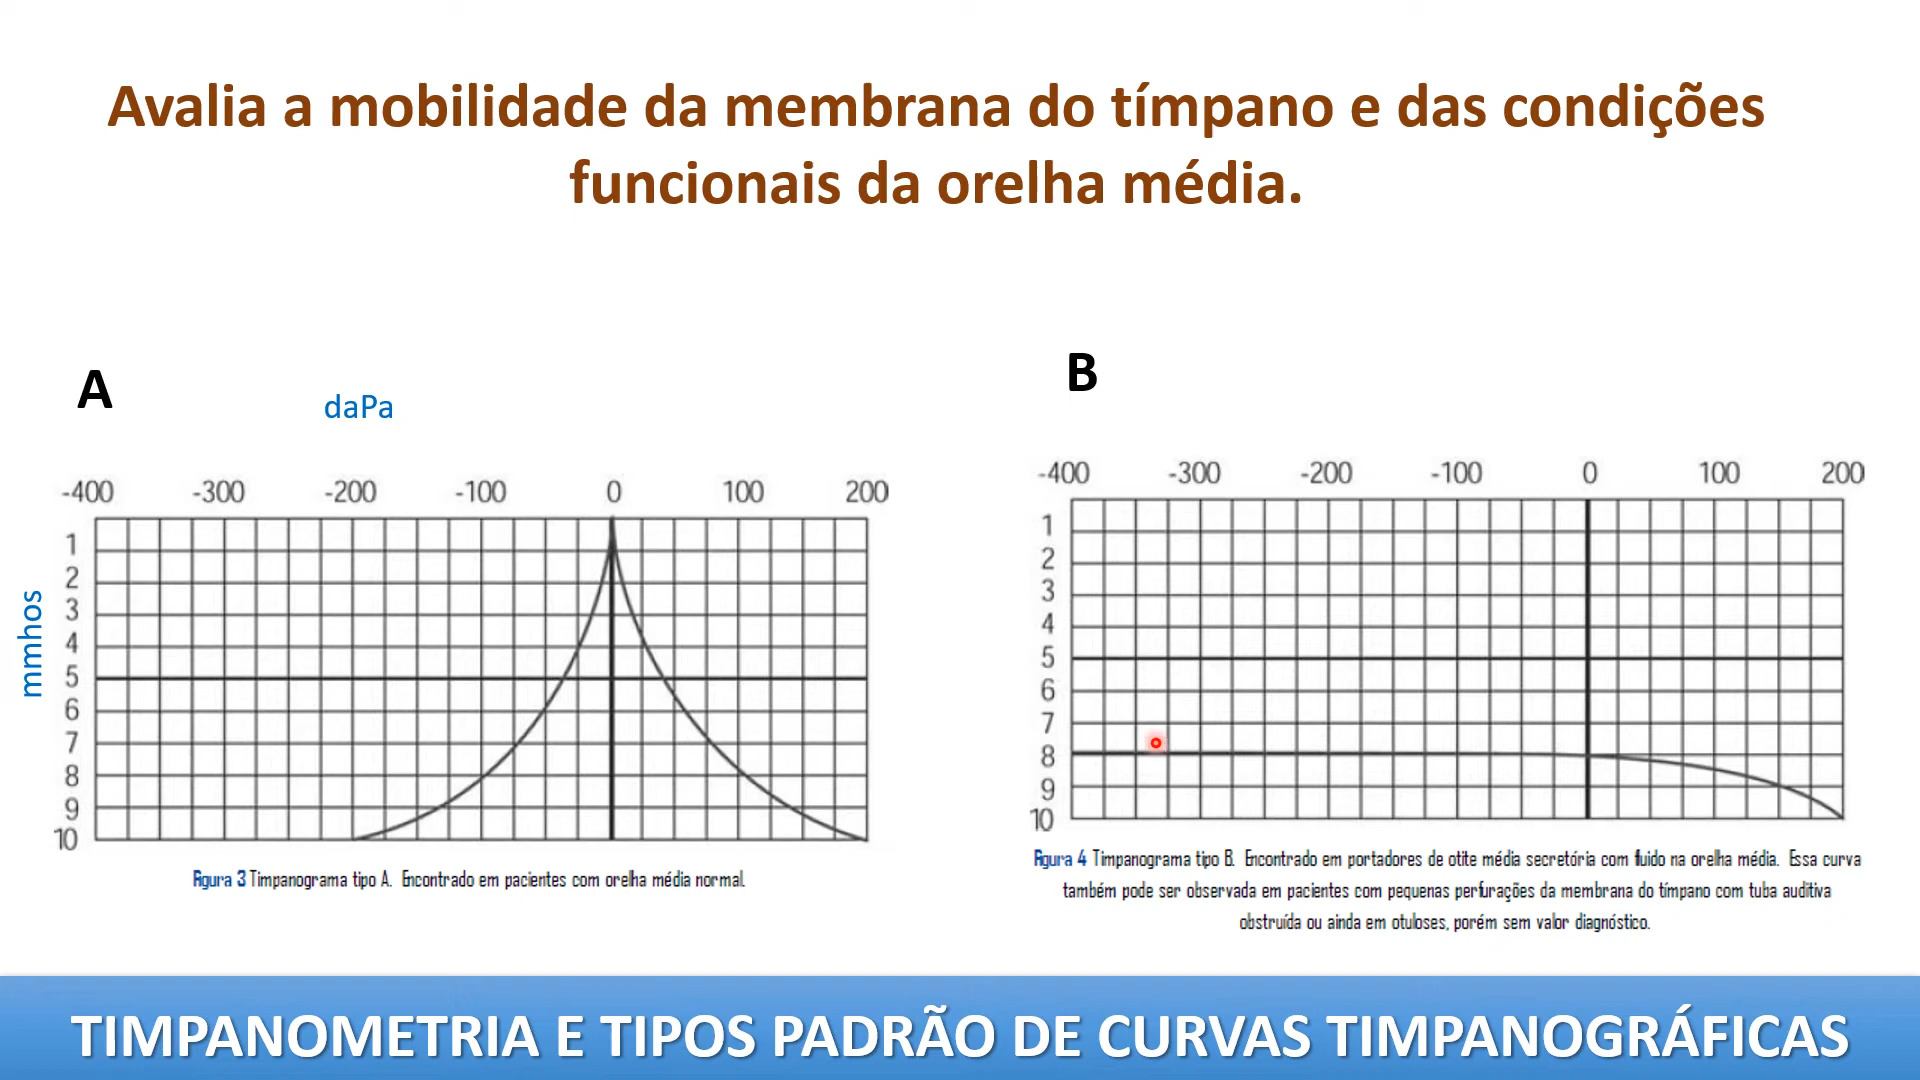 Avalia a mobilidade da membrana do tímpano e das condições
funcionais da orelha média.
A
daPa
-400 -300 -200 -100 0 100 200
mmhos
1
2
3
4
5
6
7
8
9
10
Figura 3 Timpanograma tipo A. Encontrado em pacientes com orelha média normal.
B
-400 -300 -200 -100 0 100 200
1
2
3
4
5
6
7
8
9
10
Figura 4 Timpanograma tipo B. Encontrado em portadores de otite média secretória com fluido na orelha média. Essa curva
também pode ser observada em pacientes com pequenas perfurações da membrana do tímpano com tuba auditiva
obstruída ou ainda em otuloses, porém sem valor diagnóstico.
TIMPANOMETRIA E TIPOS PADRÃO DE CURVAS TIMPANOGRÁFICAS